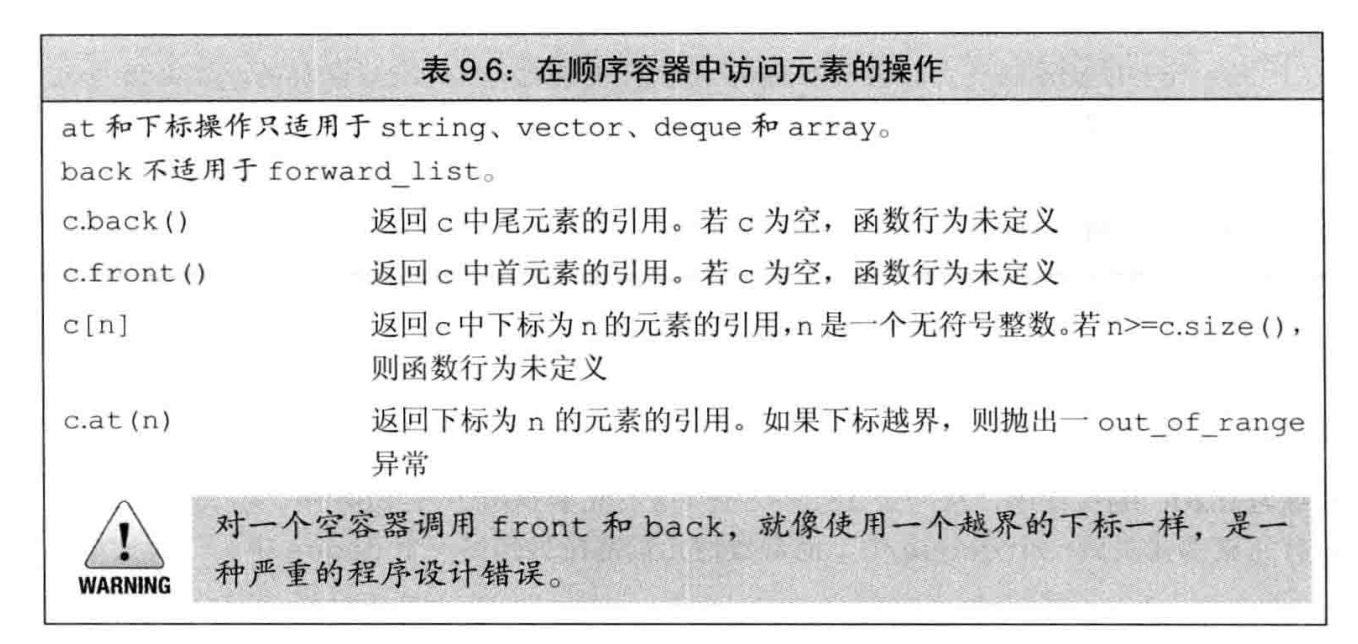 表 9.6：在顺序容器中访问元素的操作
at 和下标操作只适用于 string、vector、deque 和 array。
back 不适用于 forward_list。
c.back() 返回 c 中尾元素的引用。若 c 为空，函数行为未定义
c.front() 返回 c 中首元素的引用。若 c 为空，函数行为未定义
c[n] 返回 c 中下标为 n 的元素的引用，n 是一个无符号整数。若 n>=c.size()，
则函数行为未定义
c.at(n) 返回下标为 n 的元素的引用。如果下标越界，则抛出一 out_of_range
异常
对一个空容器调用 front 和 back，就像使用一个越界的下标一样，是一
种严重的程序设计错误。
WARNING